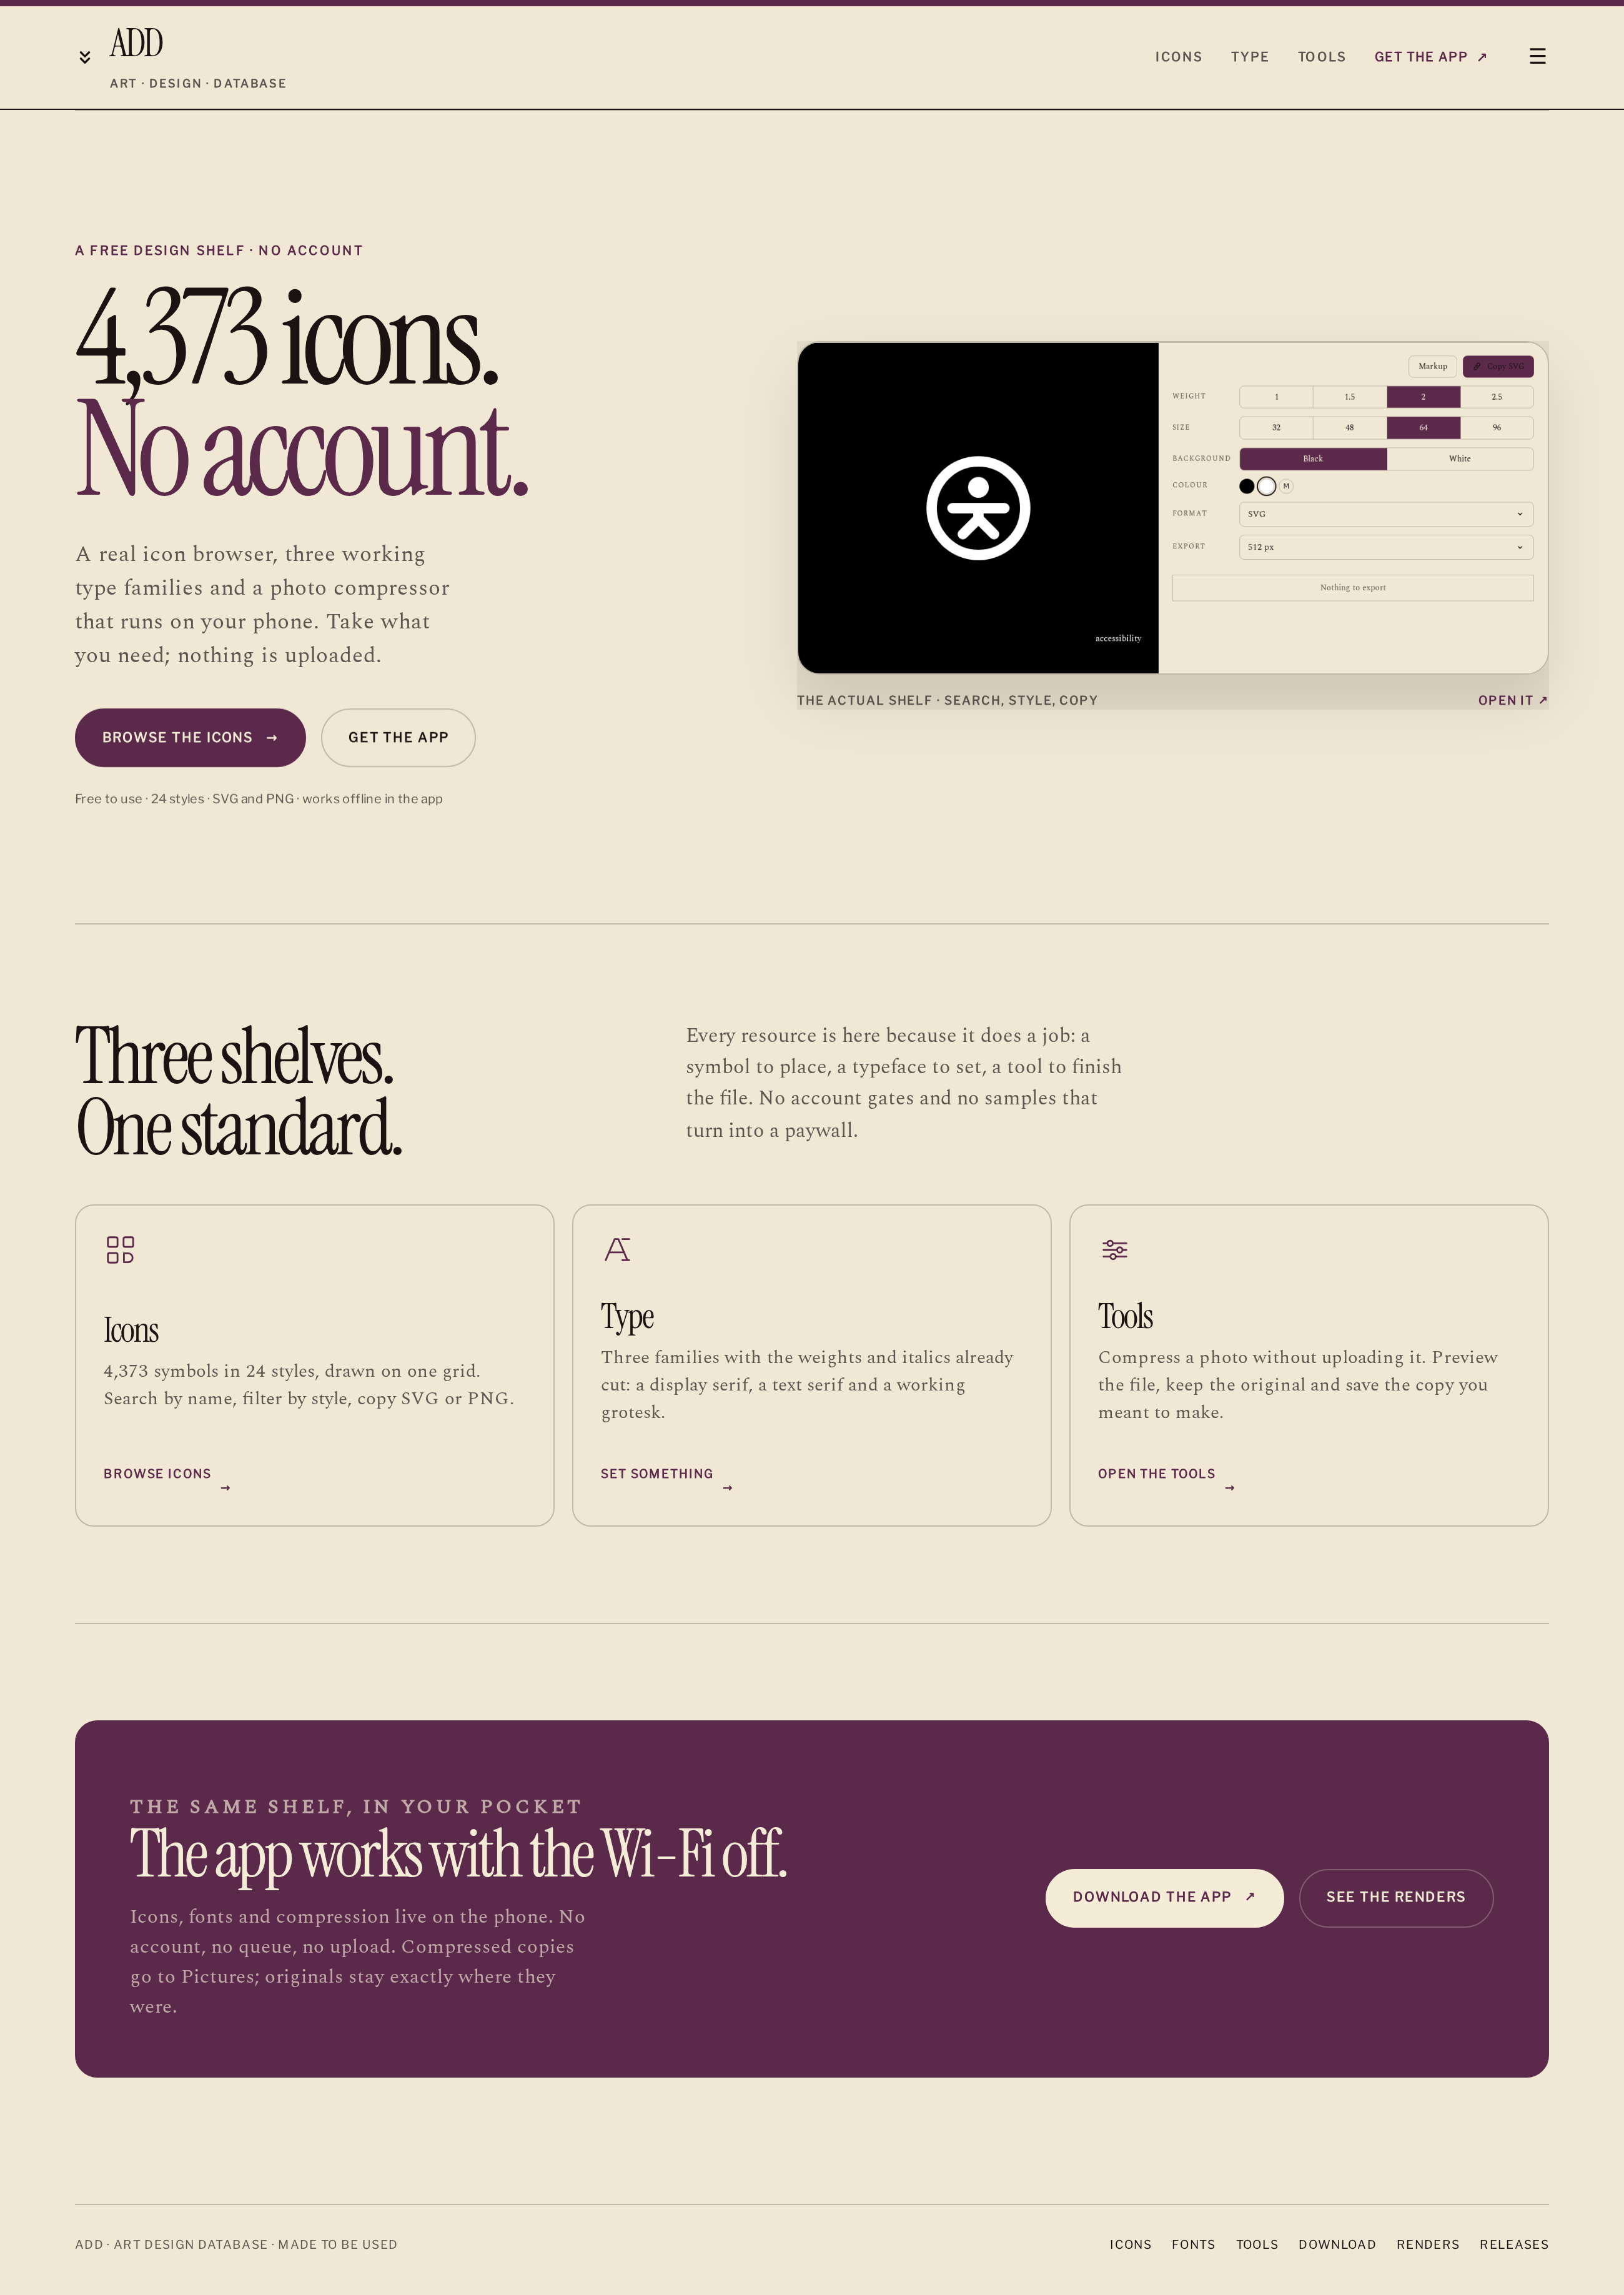 ADD
ART · DESIGN · DATABASE
ICONS TYPE TOOLS GET THE APP ↗
A FREE DESIGN SHELF · NO ACCOUNT
4,373 icons.
No account.
A real icon browser, three working
type families and a photo compressor
that runs on your phone. Take what
you need; nothing is uploaded.
BROWSE THE ICONS →
GET THE APP
Free to use · 24 styles · SVG and PNG · works offline in the app
accessibility
Markup
Copy SVG
WEIGHT 1 1.5 2 2.5
SIZE 32 48 64 96
BACKGROUND Black White
COLOUR M
FORMAT SVG
EXPORT 512 px
Nothing to export
THE ACTUAL SHELF · SEARCH, STYLE, COPY
OPEN IT ↗
Three shelves.
One standard.
Every resource is here because it does a job: a
symbol to place, a typeface to set, a tool to finish
the file. No account gates and no samples that
turn into a paywall.
Icons
4,373 symbols in 24 styles, drawn on one grid.
Search by name, filter by style, copy SVG or PNG.
BROWSE ICONS →
Type
Three families with the weights and italics already
cut: a display serif, a text serif and a working
grotesk.
SET SOMETHING →
Tools
Compress a photo without uploading it. Preview
the file, keep the original and save the copy you
meant to make.
OPEN THE TOOLS →
THE SAME SHELF, IN YOUR POCKET
The app works with the Wi-Fi off.
Icons, fonts and compression live on the phone. No
account, no queue, no upload. Compressed copies
go to Pictures; originals stay exactly where they
were.
DOWNLOAD THE APP ↗
SEE THE RENDERS
ADD · ART DESIGN DATABASE · MADE TO BE USED
ICONS FONTS TOOLS DOWNLOAD RENDERS RELEASES